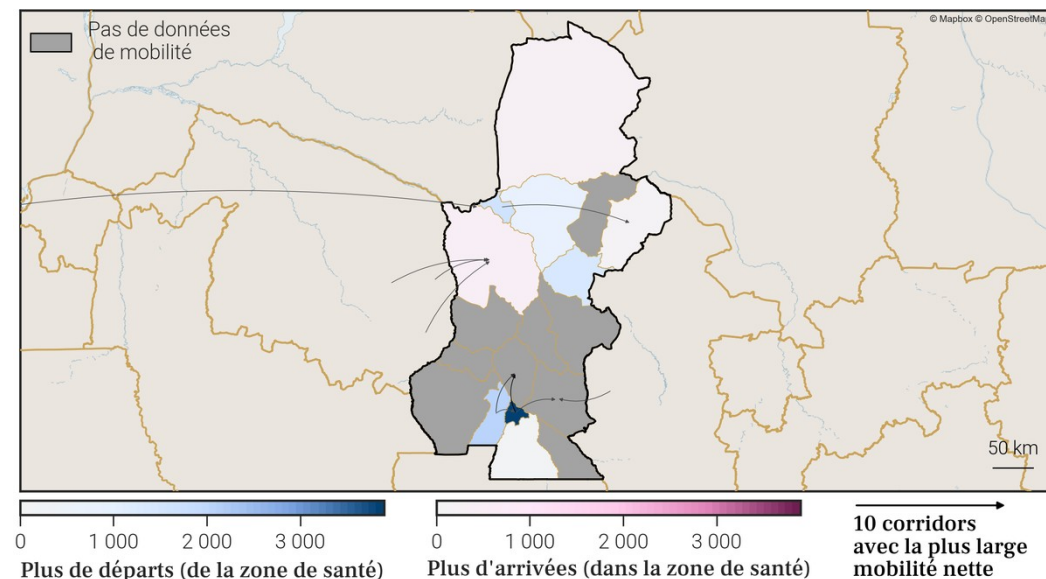 © Mapbox © OpenStreetMap
Pas de données
de mobilité
50 km
0 1 000 2 000 3 000
Plus de départs (de la zone de santé)
0 1 000 2 000 3 000
Plus d'arrivées (dans la zone de santé)
10 corridors
avec la plus large
mobilité nette